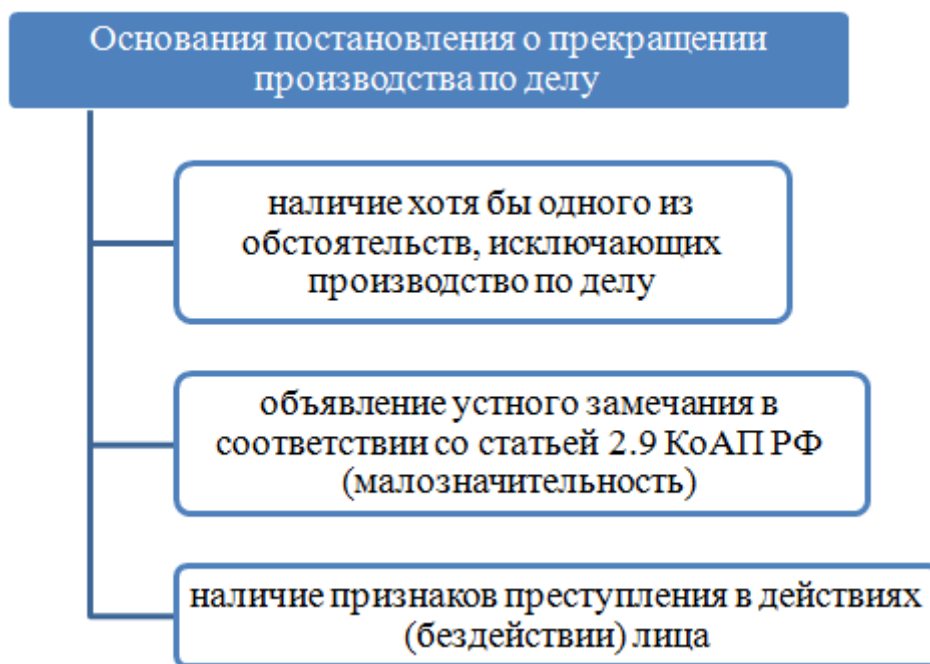 Основания постановления о прекращении
производства по делу
наличие хотя бы одного из
обстоятельств, исключающих
производство по делу
объявление устного замечания в
соответствии со статьей 2.9 КоАП РФ
(малозначительность)
наличие признаков преступления в действиях
(бездействии) лица